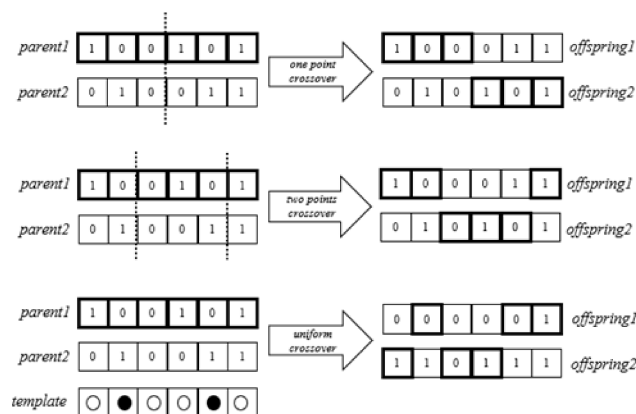 parent1 1 0 0 1 0 1
parent2 0 1 0 0 1 1
one point
crossover
1 0 0 0 1 1 offspring1
0 1 0 1 0 1 offspring2
parent1 1 0 0 1 0 1
parent2 0 1 0 0 1 1
two points
crossover
1 0 0 0 1 1 offspring1
0 1 0 1 0 1 offspring2
parent1 1 0 0 1 0 1
parent2 0 1 0 0 1 1
template
uniform
crossover
0 0 0 0 0 1 offspring1
1 1 0 1 1 1 offspring2